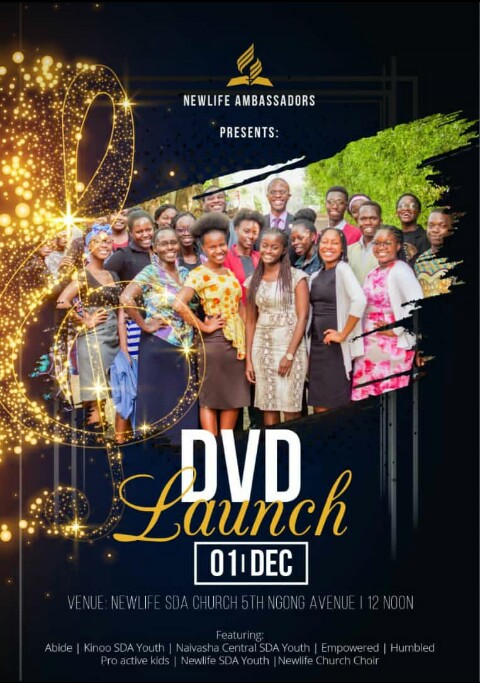 NEWLIFE AMBASSADORS
PRESENTS:
DVD
Launch
01 | DEC
VENUE: NEWLIFE SDA CHURCH 5TH NGONG AVENUE | 12 NOON
Featuring:
Abide | Kinoo SDA Youth | Naivasha Central SDA Youth | Empowered | Humbled
Pro active kids | Newlife SDA Youth |Newlife Church Choir